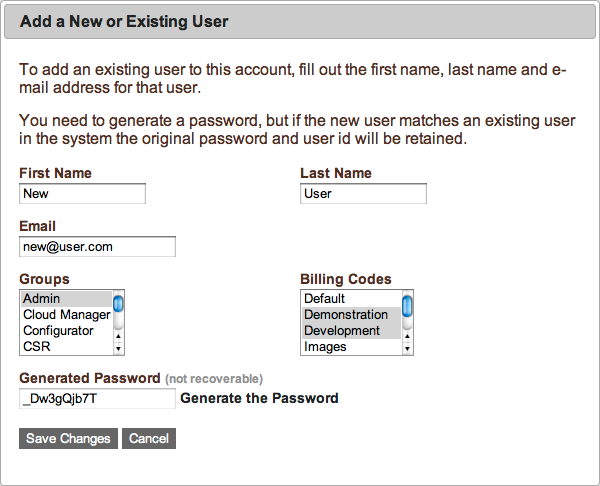 Add a New or Existing User
To add an existing user to this account, fill out the first name, last name and e-
mail address for that user.
You need to generate a password, but if the new user matches an existing user
in the system the original password and user id will be retained.
First Name Last Name
New User
Email
new@user.com
Groups Billing Codes
Admin Default
Cloud Manager Demonstration
Configurator Development
CSR Images
Generated Password (not recoverable)
_Dw3gQjb7T Generate the Password
Save Changes Cancel